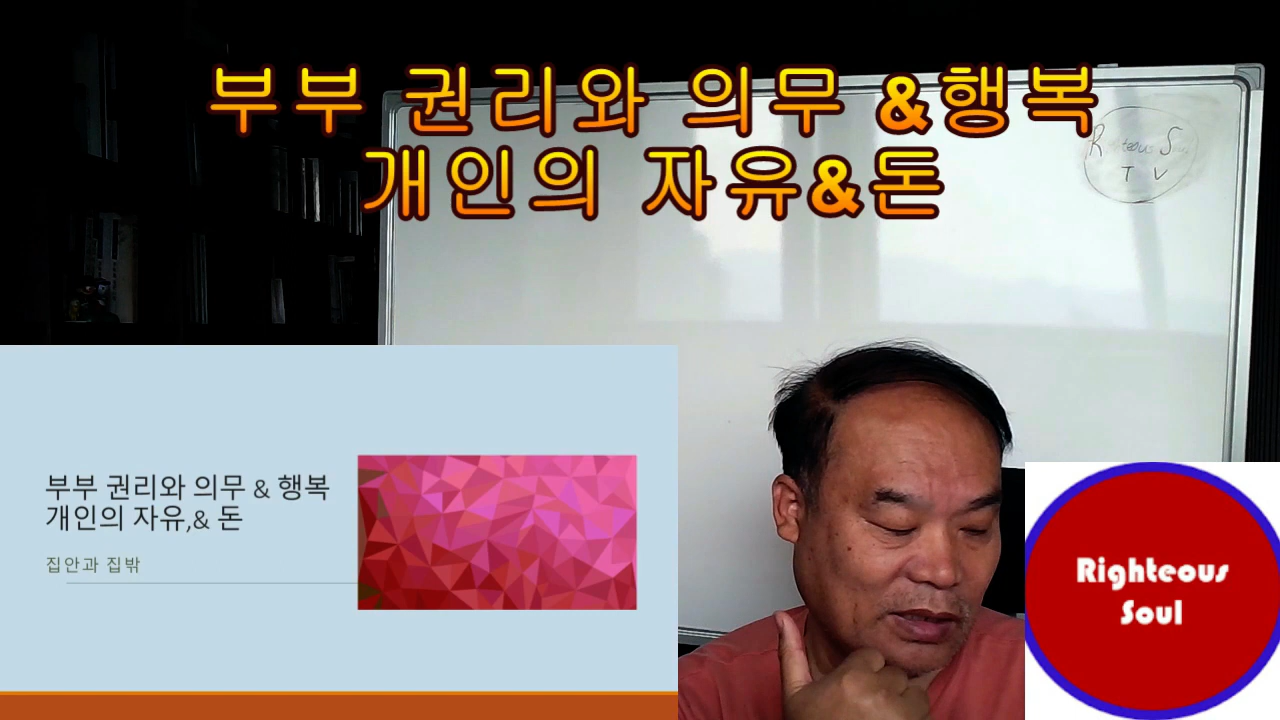 부부 권리와 의무 &행복
개인의 자유&돈
Righteous S
T V
부부 권리와 의무 & 행복
개인의 자유,& 돈
집안과 집밖
Righteous
Soul